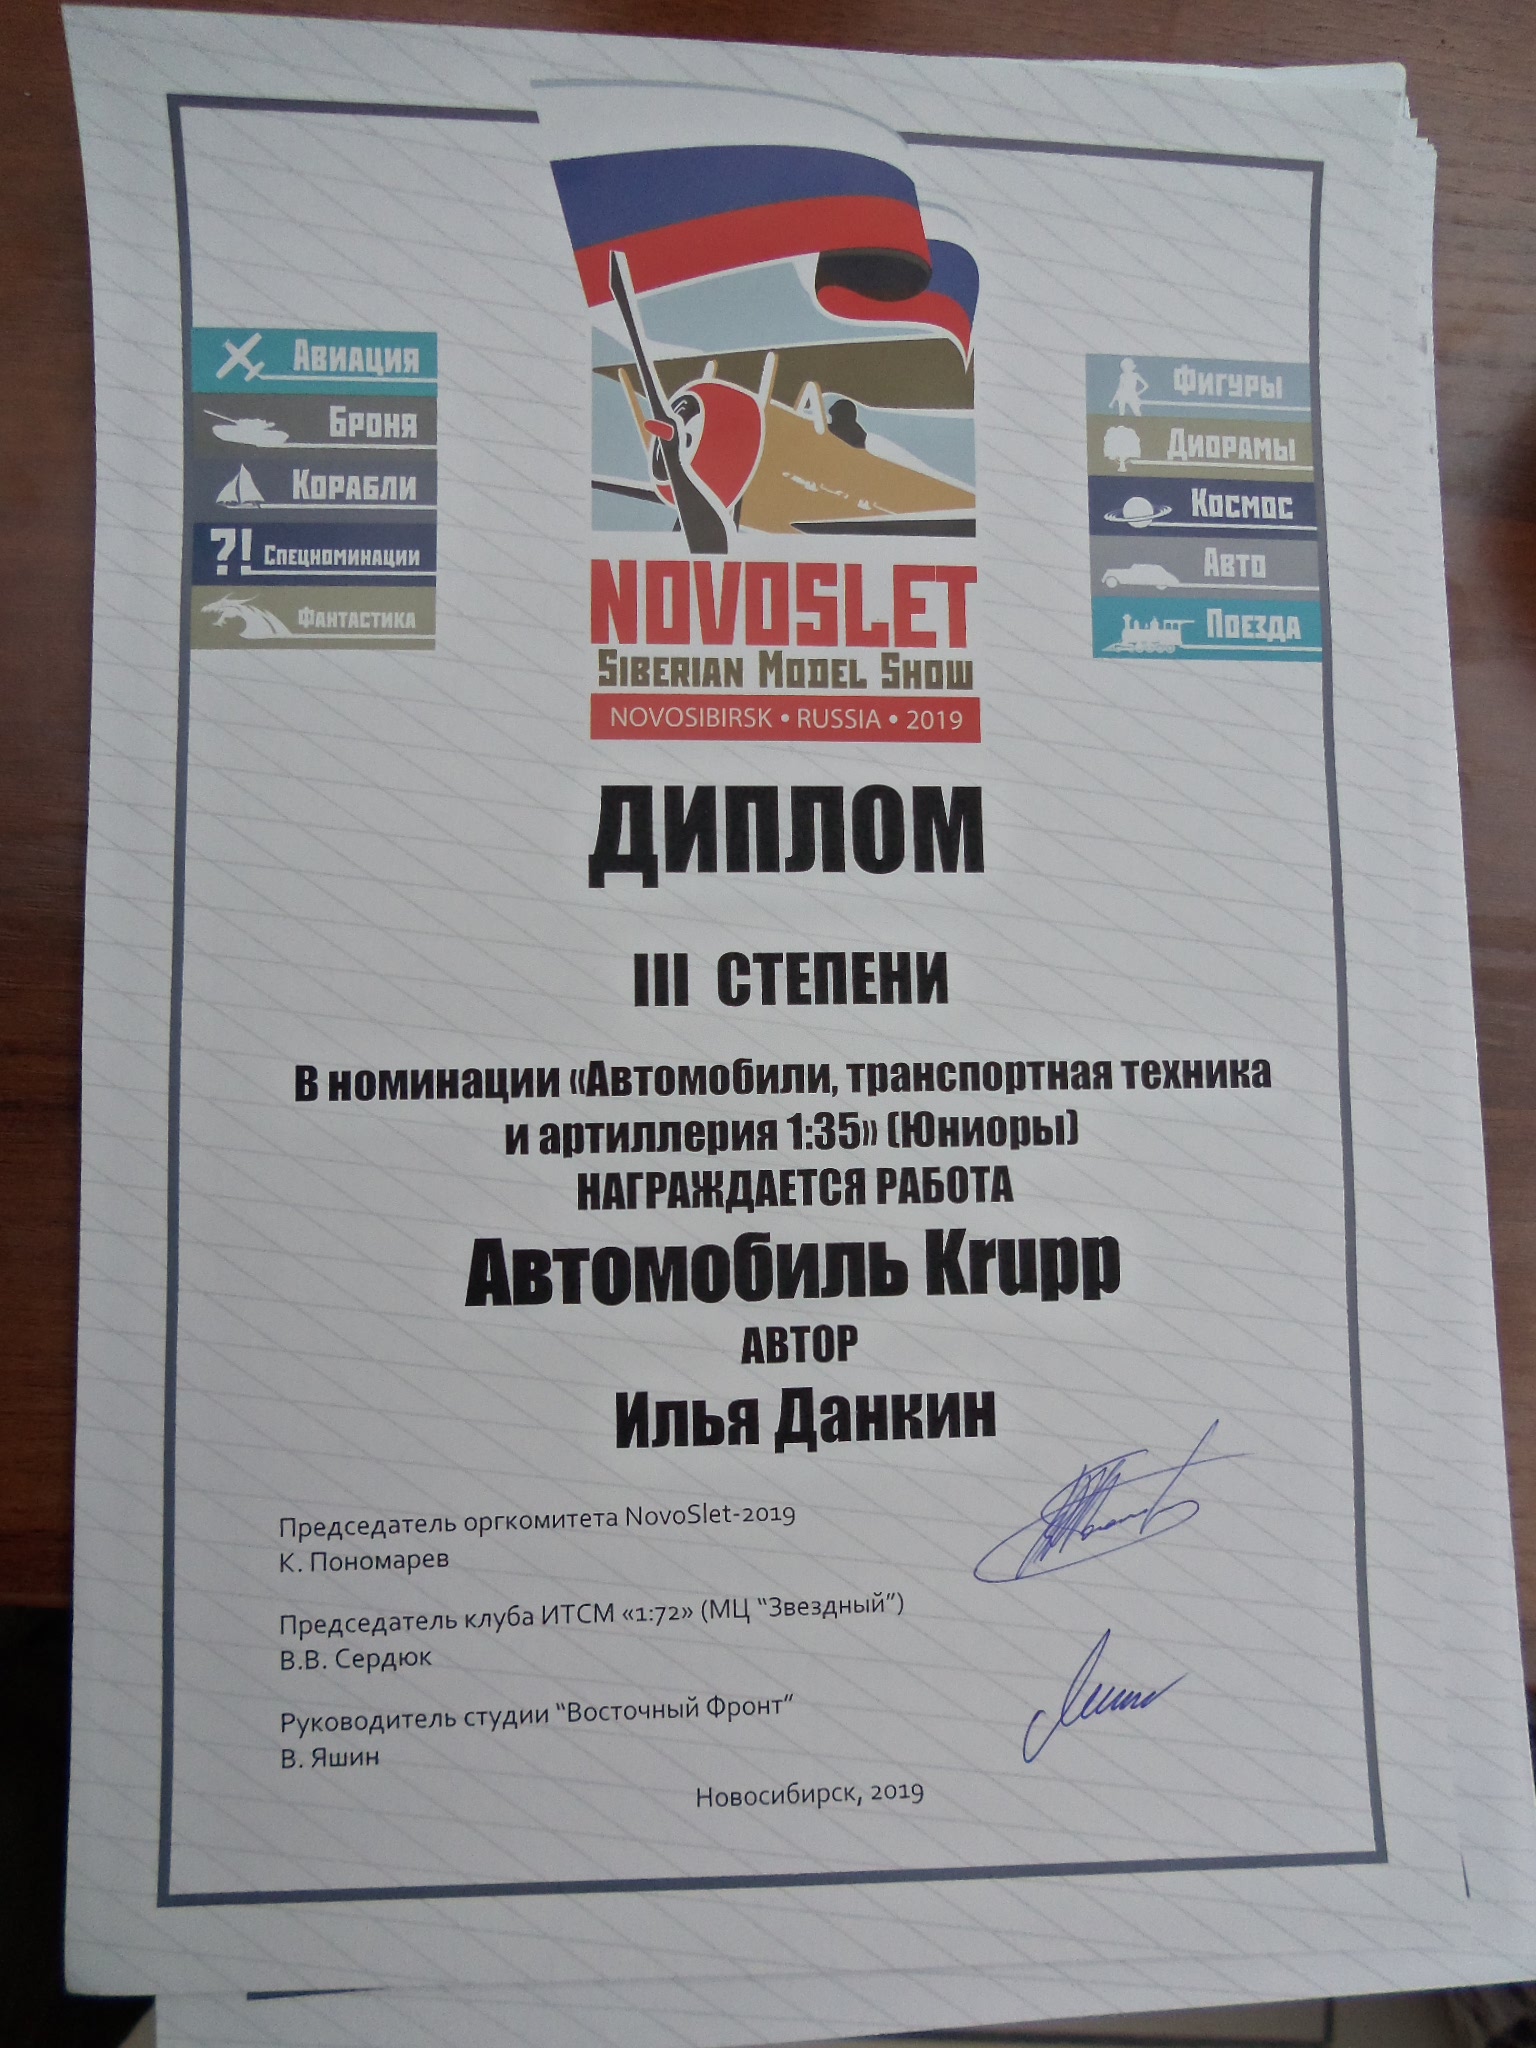 Авиация
Броня
Корабли
?! Спецноминации
Фантастика
Фигуры
Диорамы
Космос
Авто
Поезда
NOVOSLET
SIBERIAN MODEL SHOW
NOVOSIBIRSK • RUSSIA • 2019
ДИПЛОМ
III СТЕПЕНИ
В номинации «Автомобили, транспортная техника
и артиллерия 1:35» (Юниоры)
НАГРАЖДАЕТСЯ РАБОТА
Автомобиль Krupp
АВТОР
Илья Данкин
Председатель оргкомитета NovoSlet-2019
К. Пономарев
Председатель клуба ИТСМ «1:72» (МЦ "Звездный")
В.В. Сердюк
Руководитель студии "Восточный Фронт"
В. Яшин
Новосибирск, 2019